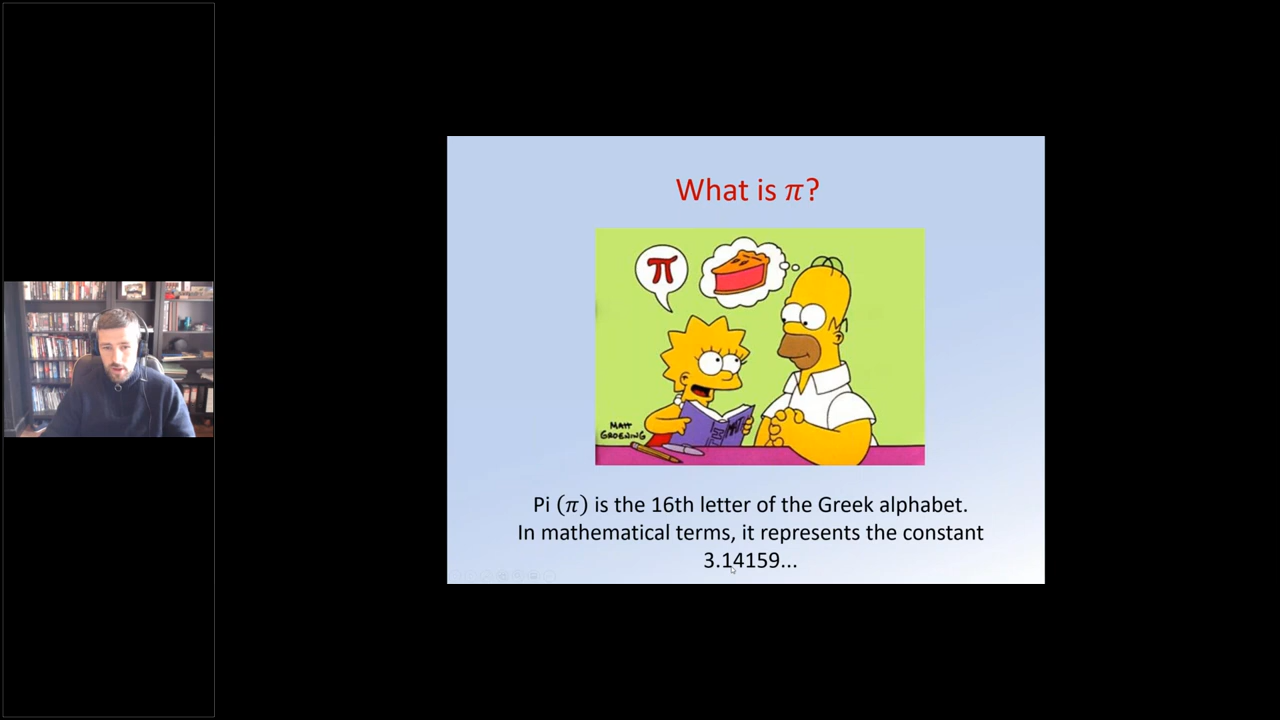 What is 𝜋?
π
MATT
GROENING
Pi (𝜋) is the 16th letter of the Greek alphabet.
In mathematical terms, it represents the constant
3.14159...